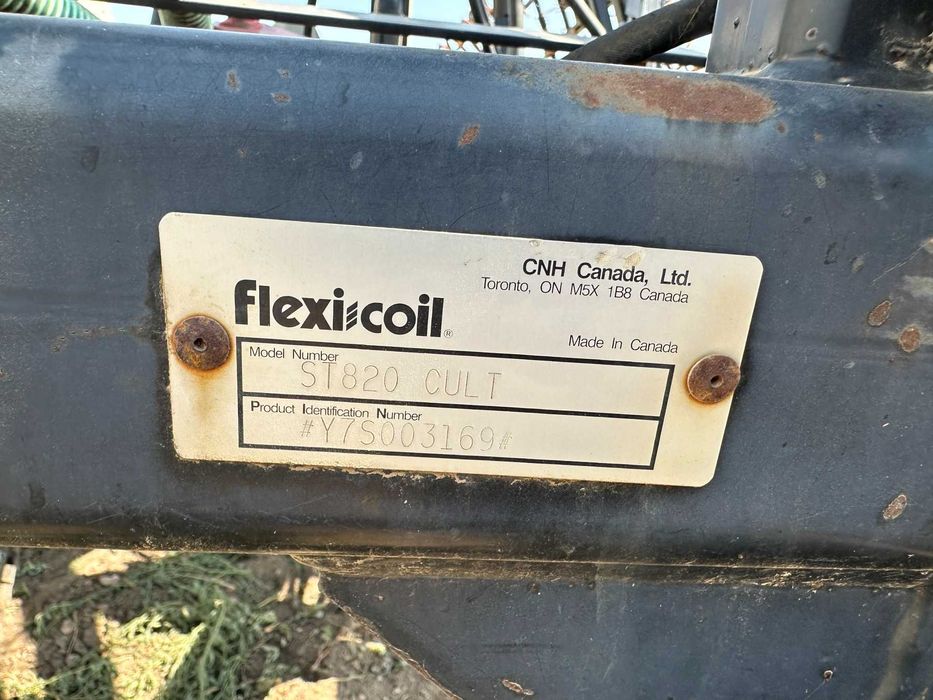 CNH Canada, Ltd.
Toronto, ON M5X 1B8 Canada
flexi-coil®
Made In Canada
Model Number
ST820 CULT
Product Identification Number
#Y7S003169#